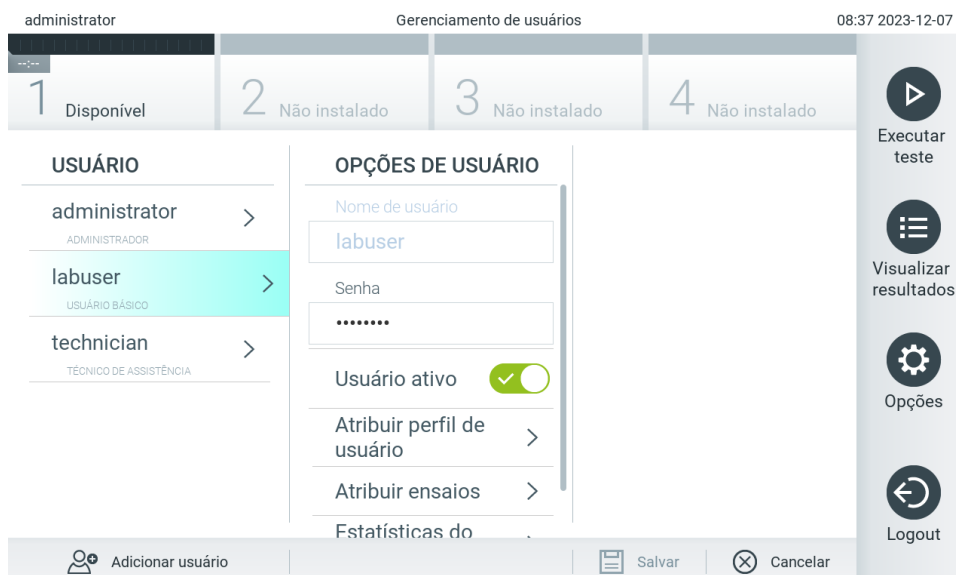 administrator
Gerenciamento de usuários
08:37 2023-12-07
--:--
1 Disponível
2 Não instalado
3 Não instalado
4 Não instalado
Executar
teste
Visualizar
resultados
Opções
Logout
USUÁRIO
administrator
ADMINISTRADOR
labuser
USUÁRIO BÁSICO
technician
TÉCNICO DE ASSISTÊNCIA
OPÇÕES DE USUÁRIO
Nome de usuário
labuser
Senha
••••••••
Usuário ativo
Atribuir perfil de
usuário
Atribuir ensaios
Estatísticas do
Adicionar usuário
Salvar
Cancelar